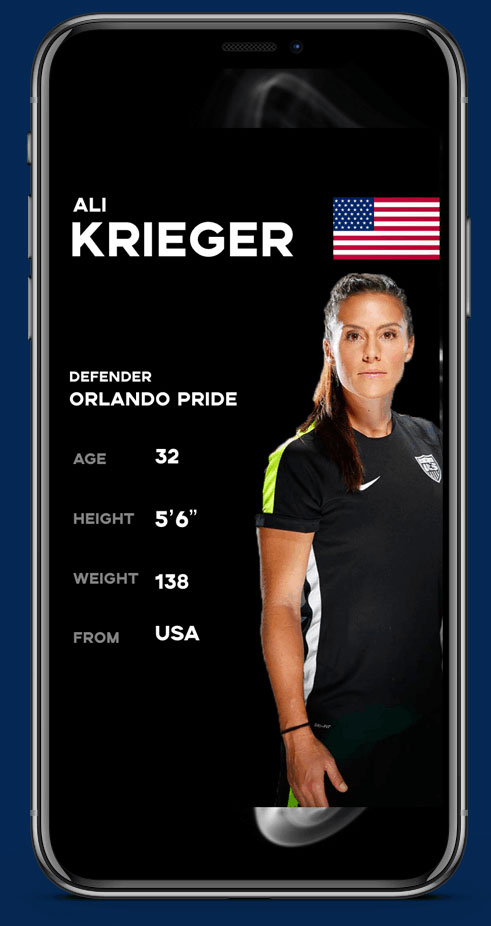 ALI
KRIEGER
DEFENDER
ORLANDO PRIDE
AGE 32
HEIGHT 5’6”
WEIGHT 138
FROM USA